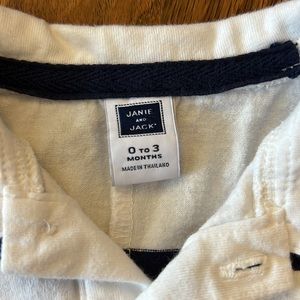 JANIE
AND
JACK
0 TO 3
MONTHS
MADE IN THAILAND